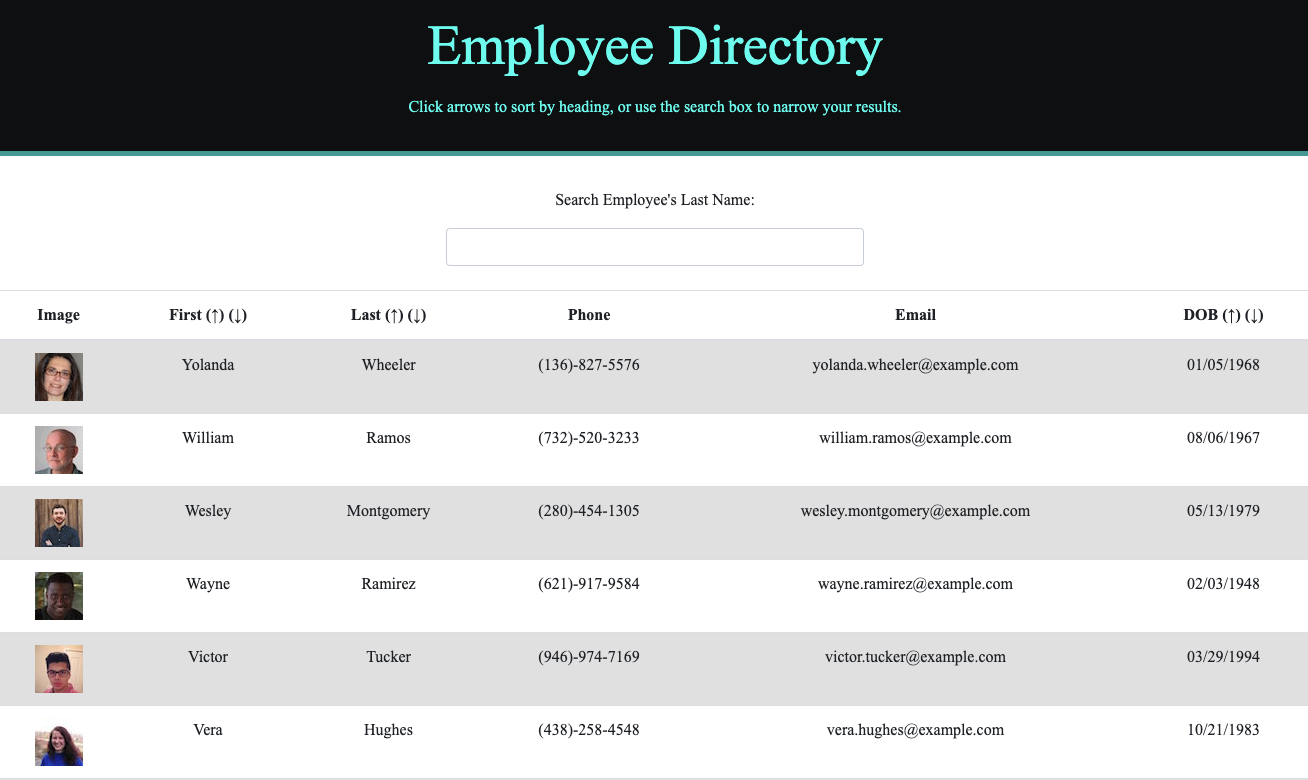 Employee Directory
Click arrows to sort by heading, or use the search box to narrow your results.
Search Employee's Last Name:
Image First (↑) (↓) Last (↑) (↓) Phone Email DOB (↑) (↓)
Yolanda Wheeler (136)-827-5576 yolanda.wheeler@example.com 01/05/1968
William Ramos (732)-520-3233 william.ramos@example.com 08/06/1967
Wesley Montgomery (280)-454-1305 wesley.montgomery@example.com 05/13/1979
Wayne Ramirez (621)-917-9584 wayne.ramirez@example.com 02/03/1948
Victor Tucker (946)-974-7169 victor.tucker@example.com 03/29/1994
Vera Hughes (438)-258-4548 vera.hughes@example.com 10/21/1983